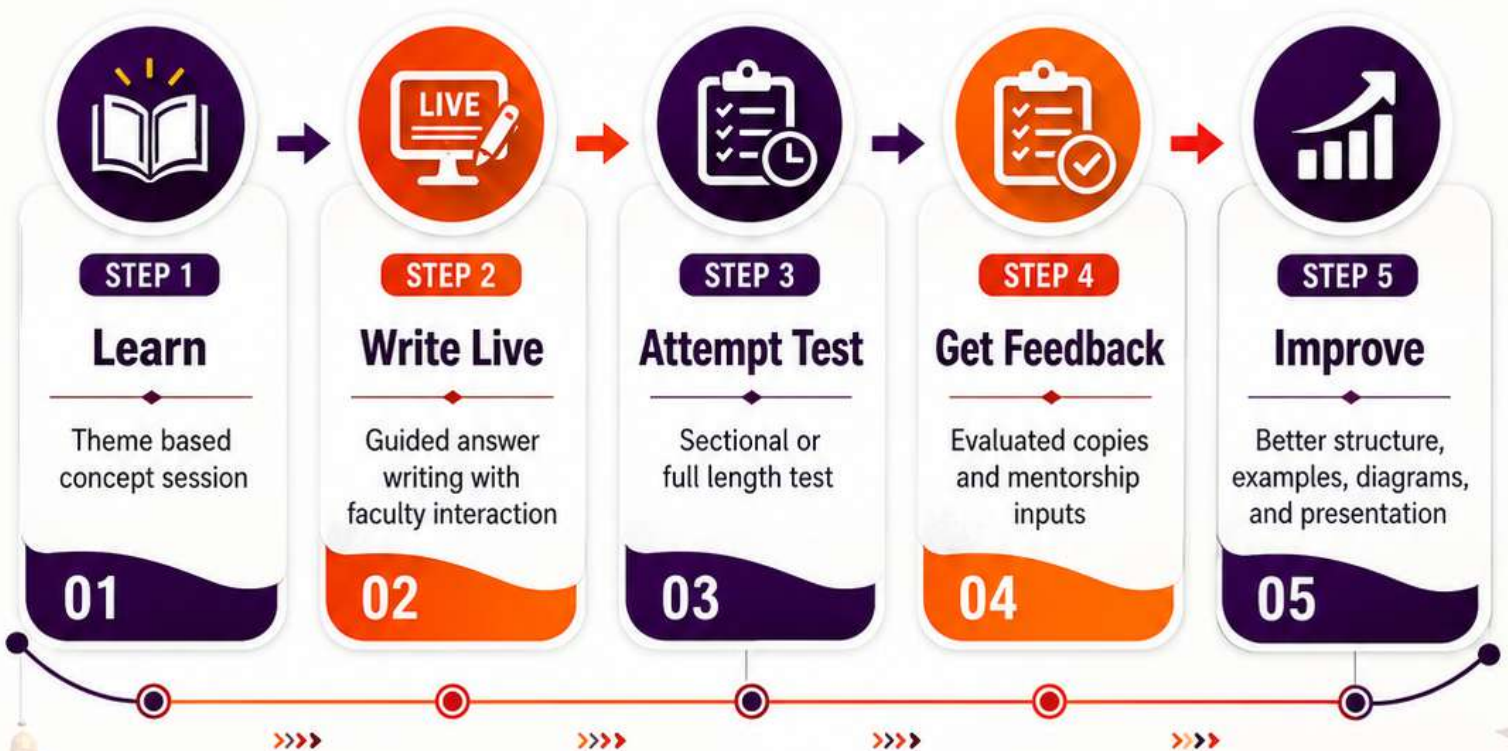 LIVE
STEP 1
Learn
Theme based
concept session
01
STEP 2
Write Live
Guided answer
writing with
faculty interaction
02
STEP 3
Attempt Test
Sectional or
full length test
03
STEP 4
Get Feedback
Evaluated copies
and mentorship
inputs
04
STEP 5
Improve
Better structure,
examples, diagrams,
and presentation
05